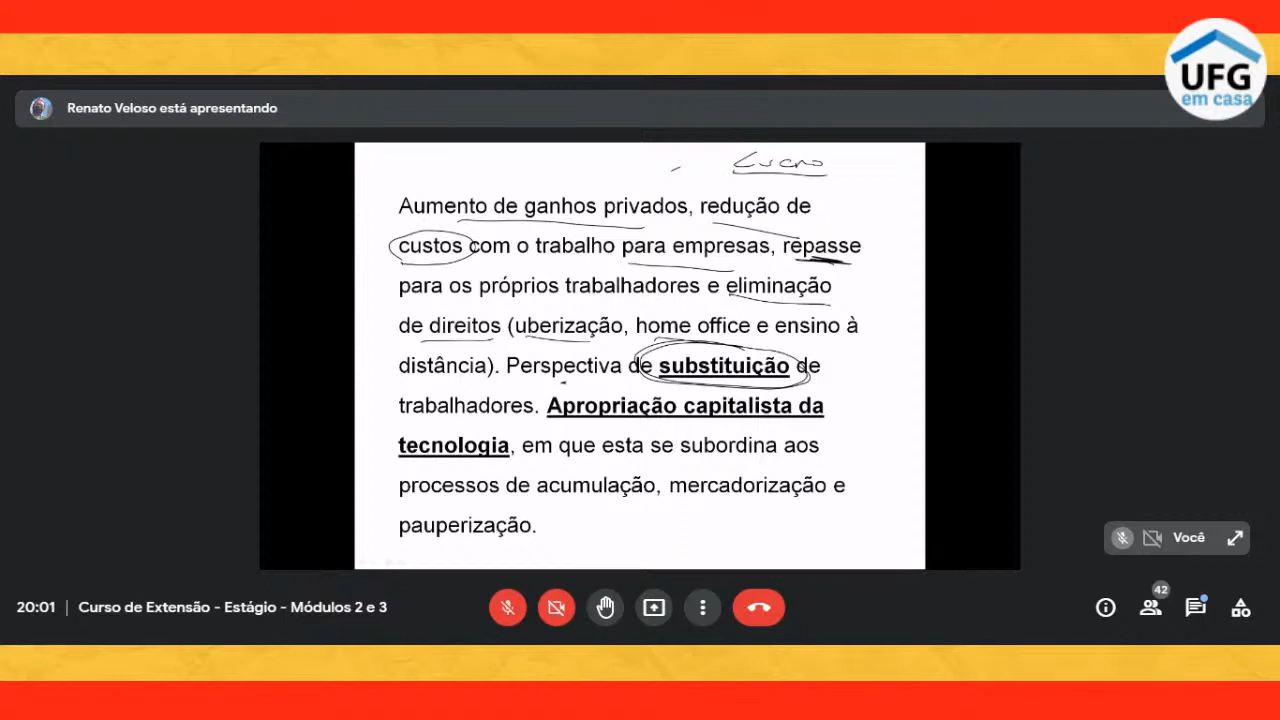 UFG
em casa
Renato Veloso está apresentando
Lucro
Aumento de ganhos privados, redução de
custos com o trabalho para empresas, repasse
para os próprios trabalhadores e eliminação
de direitos (uberização, home office e ensino à
distância). Perspectiva de substituição de
trabalhadores. Apropriação capitalista da
tecnologia, em que esta se subordina aos
processos de acumulação, mercadorização e
pauperização.
Você
20:01 | Curso de Extensão - Estágio - Módulos 2 e 3
42